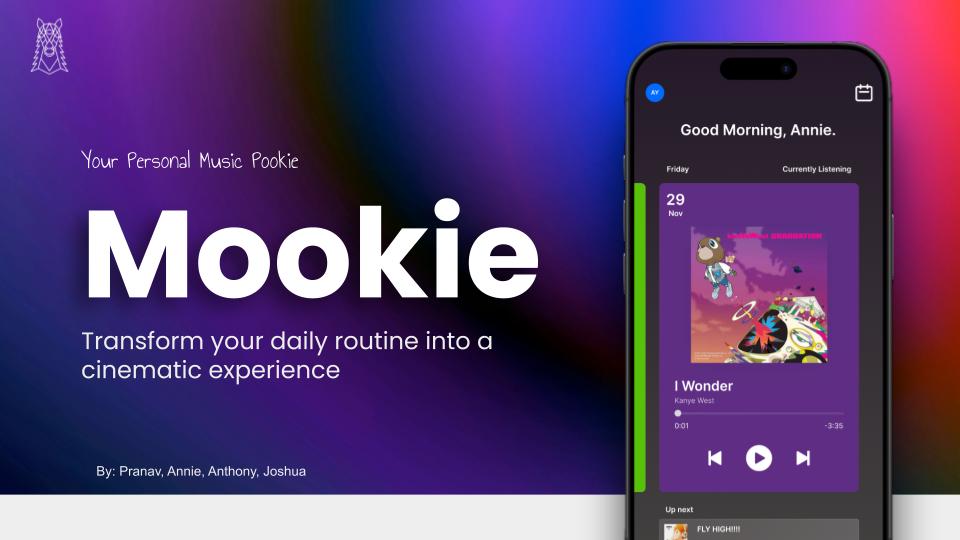 Your Personal Music Pookie
Mookie
Transform your daily routine into a
cinematic experience
By: Pranav, Annie, Anthony, Joshua
AY
Good Morning, Annie.
Friday
Currently Listening
29
Nov
GRADUATION
I Wonder
Kanye West
0:01
-3:35
Up next
FLY HIGH!!!!